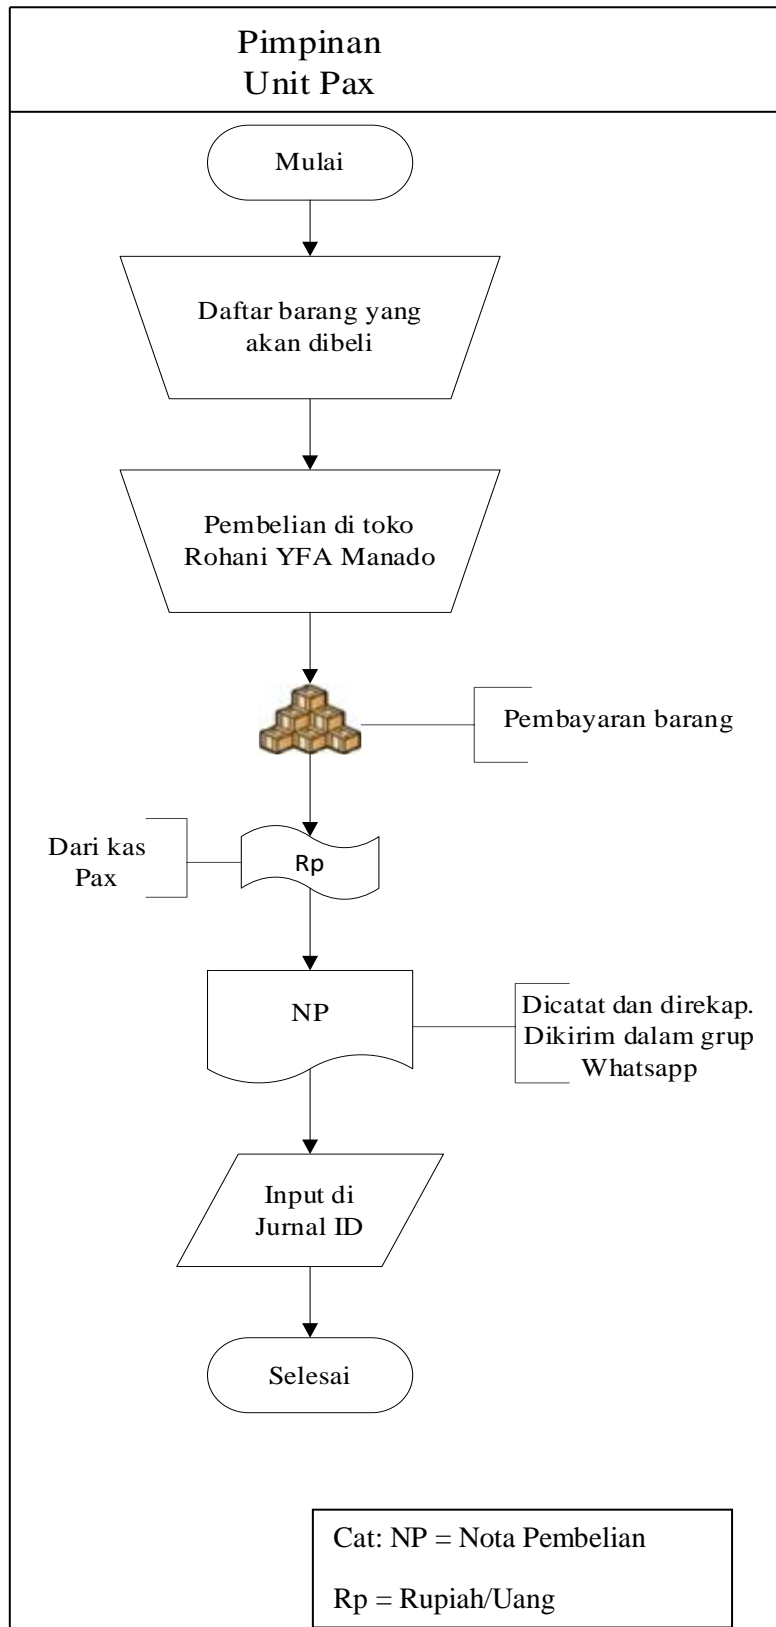 Pimpinan
Unit Pax
Mulai
Daftar barang yang
akan dibeli
Pembelian di toko
Rohani YFA Manado
Pembayaran barang
Dari kas
Pax
Rp
NP
Dicatat dan direkap.
Dikirim dalam grup
Whatsapp
Input di
Jurnal ID
Selesai
Cat: NP = Nota Pembelian
Rp = Rupiah/Uang